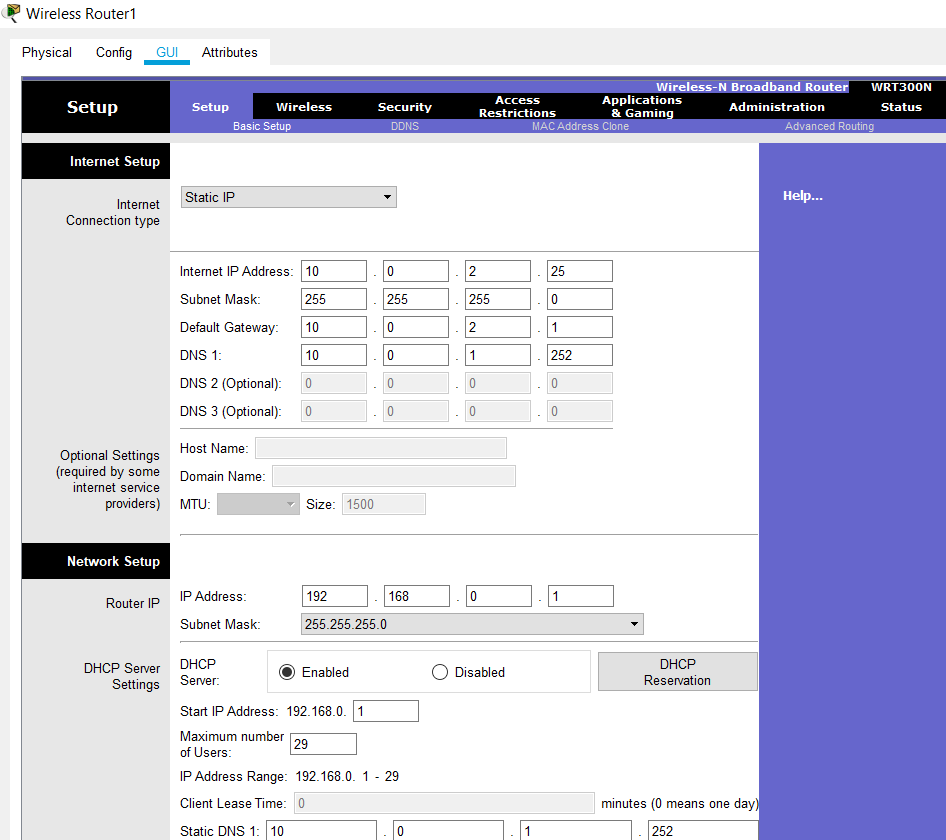 Wireless Router1
Physical Config GUI Attributes
Wireless-N Broadband Router WRT300N
Setup
Setup Wireless Security Access Restrictions Applications & Gaming Administration Status
Basic Setup DDNS MAC Address Clone Advanced Routing
Internet Setup
Help...
Internet
Connection type
Static IP
Internet IP Address: 10 . 0 . 2 . 25
Subnet Mask: 255 . 255 . 255 . 0
Default Gateway: 10 . 0 . 2 . 1
DNS 1: 10 . 0 . 1 . 252
DNS 2 (Optional): 0 . 0 . 0 . 0
DNS 3 (Optional): 0 . 0 . 0 . 0
Optional Settings
(required by some
internet service
providers)
Host Name:
Domain Name:
MTU: Size: 1500
Network Setup
Router IP
IP Address: 192 . 168 . 0 . 1
Subnet Mask: 255.255.255.0
DHCP Server
Settings
DHCP
Server:
Enabled Disabled
DHCP
Reservation
Start IP Address: 192.168.0. 1
Maximum number
of Users:
29
IP Address Range: 192.168.0. 1 - 29
Client Lease Time: 0 minutes (0 means one day)
Static DNS 1: 10 . 0 . 1 . 252